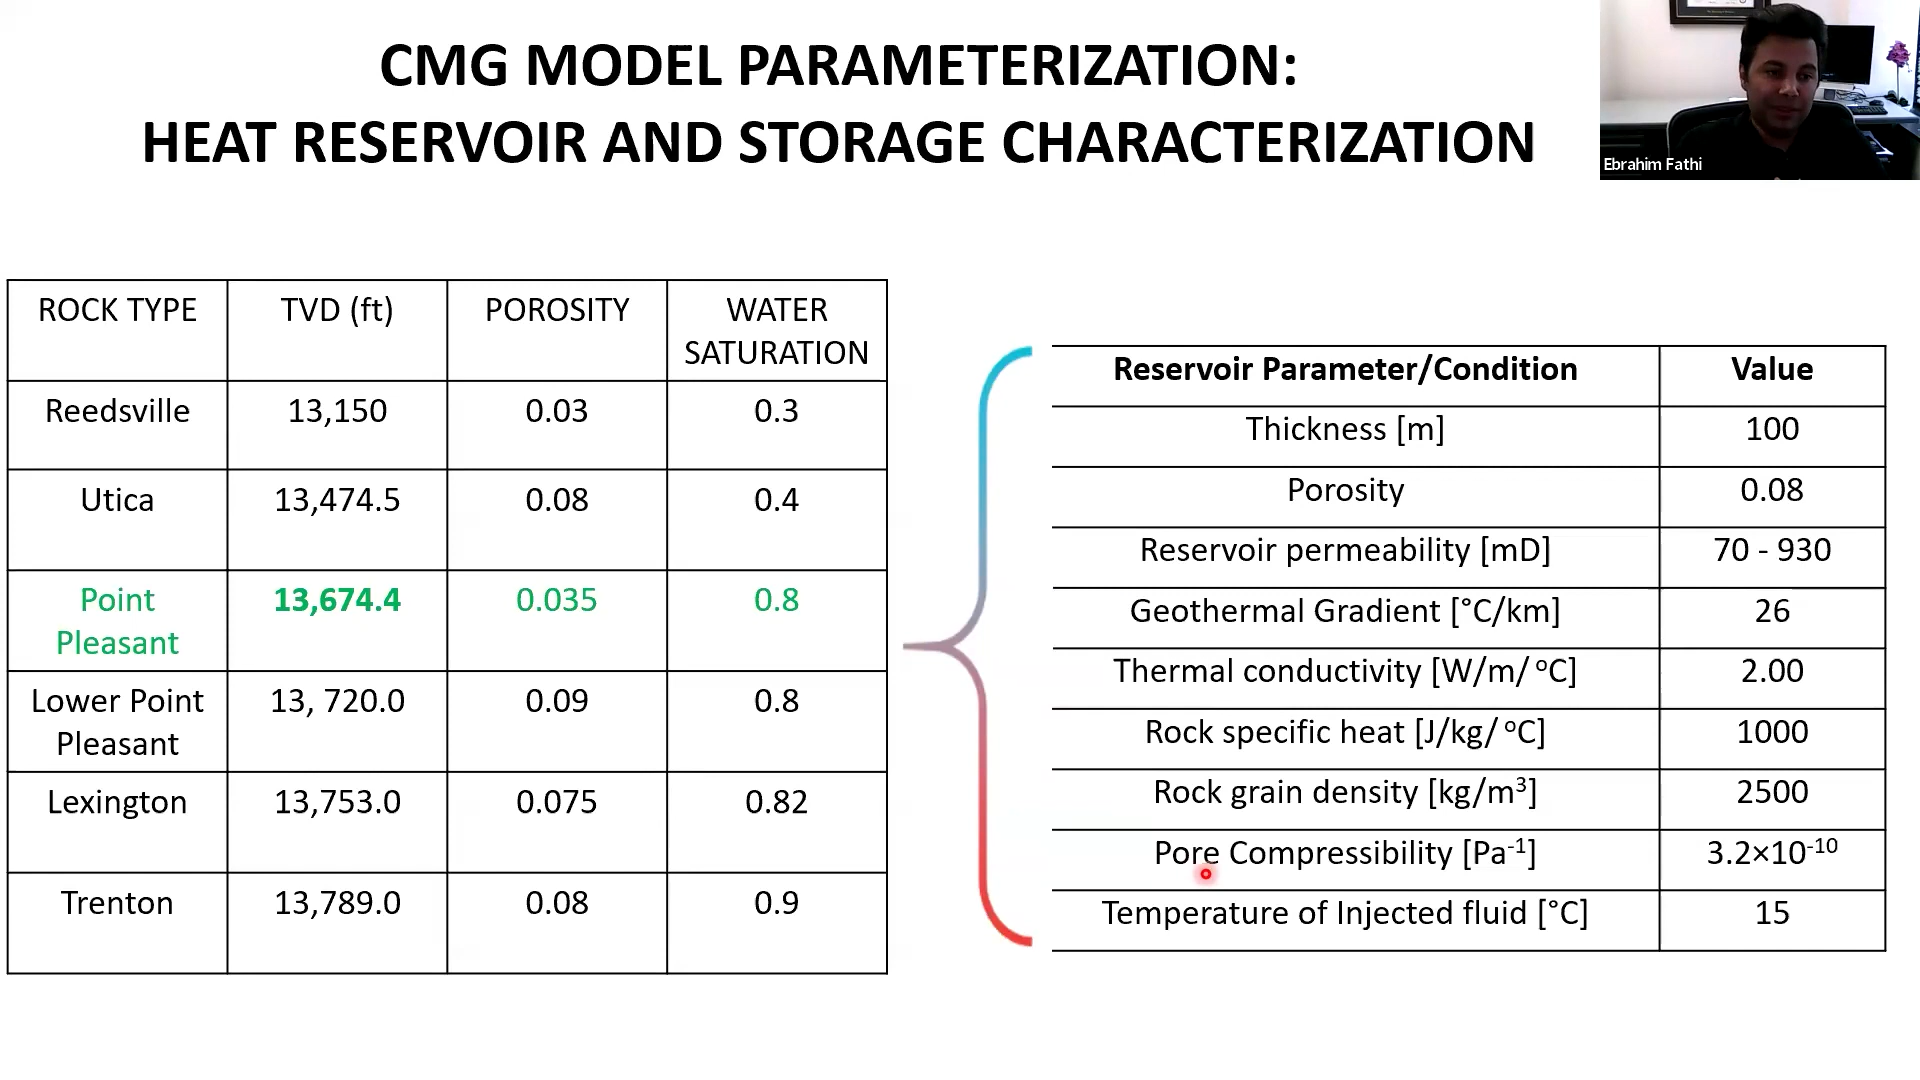 CMG MODEL PARAMETERIZATION:
HEAT RESERVOIR AND STORAGE CHARACTERIZATION
Ebrahim Fathi
ROCK TYPE TVD (ft) POROSITY WATER SATURATION
Reedsville 13,150 0.03 0.3
Utica 13,474.5 0.08 0.4
Point Pleasant 13,674.4 0.035 0.8
Lower Point Pleasant 13, 720.0 0.09 0.8
Lexington 13,753.0 0.075 0.82
Trenton 13,789.0 0.08 0.9
Reservoir Parameter/Condition Value
Thickness [m] 100
Porosity 0.08
Reservoir permeability [mD] 70 - 930
Geothermal Gradient [°C/km] 26
Thermal conductivity [W/m/ ⁰C] 2.00
Rock specific heat [J/kg/ ⁰C] 1000
Rock grain density [kg/m³] 2500
Pore Compressibility [Pa⁻¹] 3.2×10⁻¹⁰
Temperature of Injected fluid [°C] 15